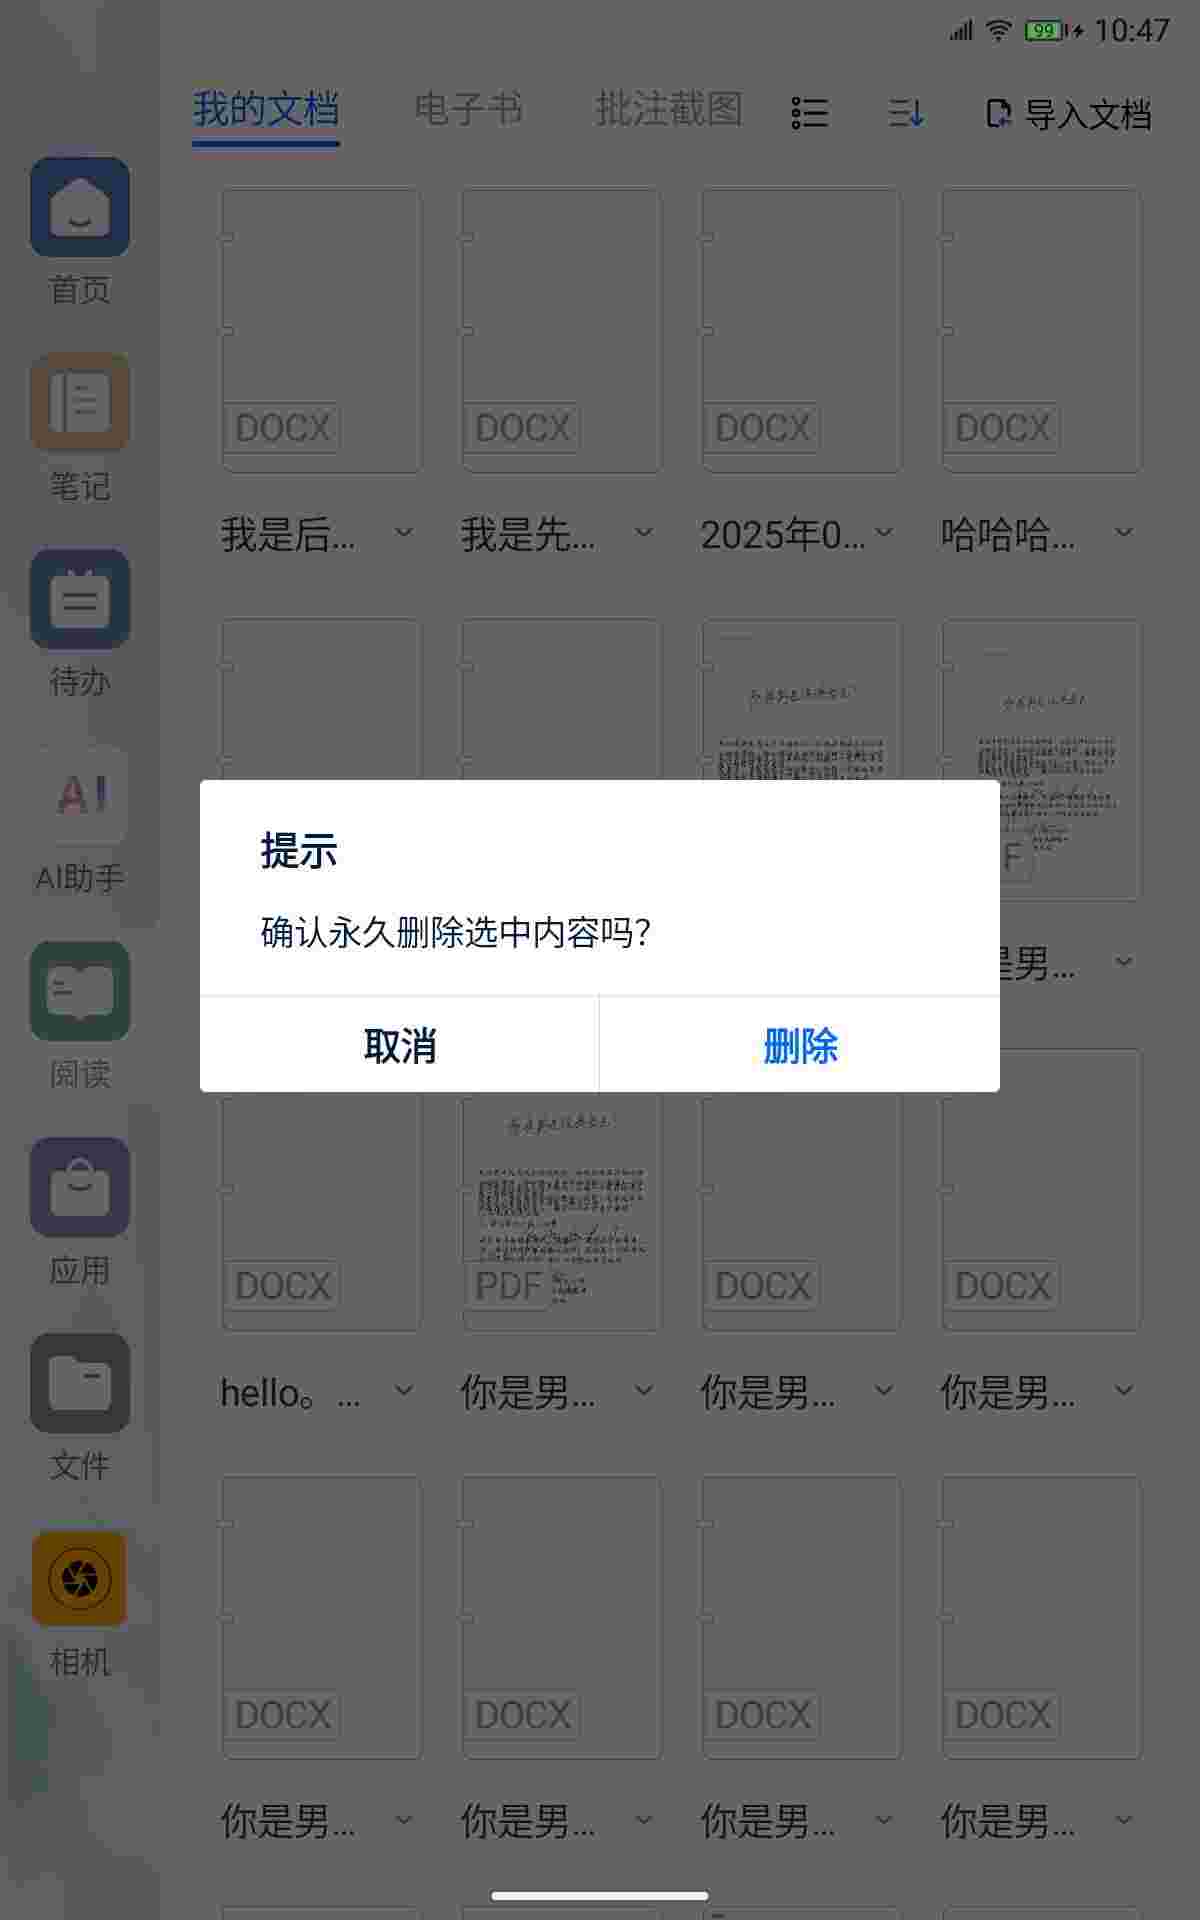 99 10:47
我的文档 电子书 批注截图 导入文档
首页
笔记
待办
AI
AI助手
阅读
应用
文件
相机
DOCX DOCX DOCX DOCX
我是后... 我是先... 2025年0... 哈哈哈...
F
是男...
提示
确认永久删除选中内容吗?
取消 删除
DOCX PDF DOCX DOCX
hello。... 你是男... 你是男... 你是男...
DOCX DOCX DOCX DOCX
你是男... 你是男... 你是男... 你是男...